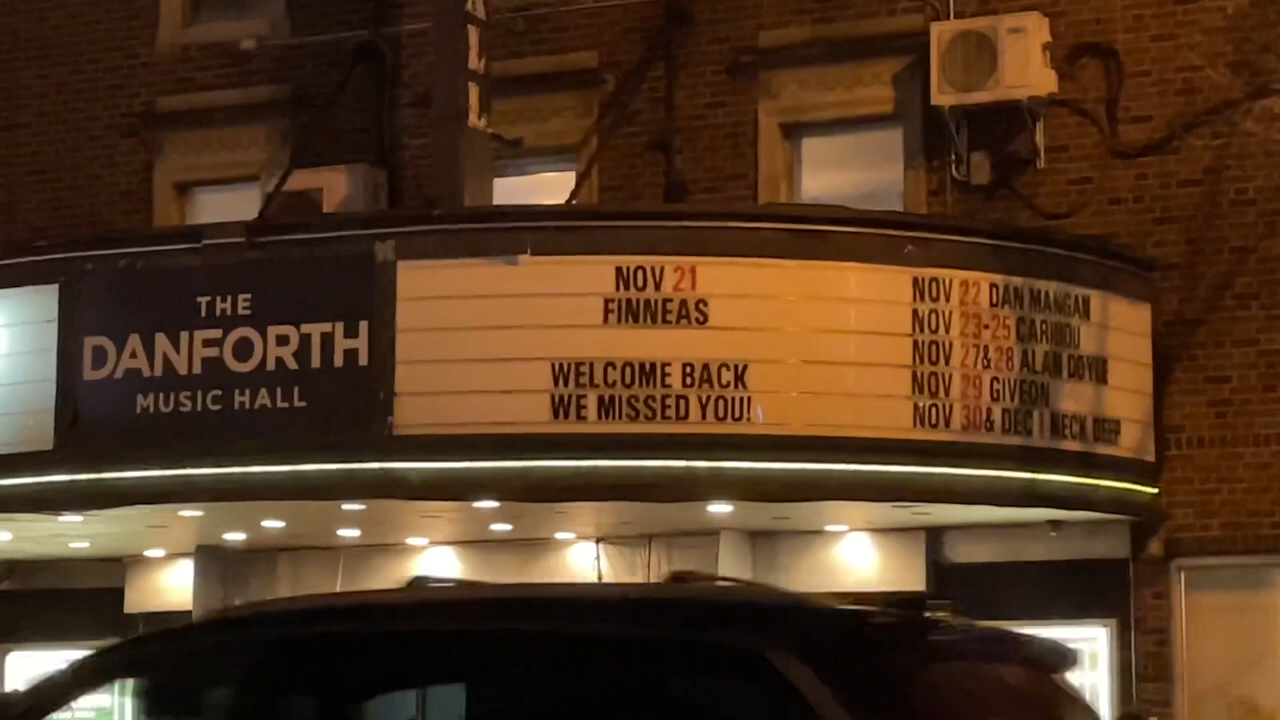 THE
DANFORTH
MUSIC HALL
NOV 21
FINNEAS
WELCOME BACK
WE MISSED YOU!
NOV 22 DAN MANGAN
NOV 23-25 CARIBOU
NOV 27&28 ALAN DOYLE
NOV 29 GIVEON
NOV 30& DEC 1 NECK DEEP